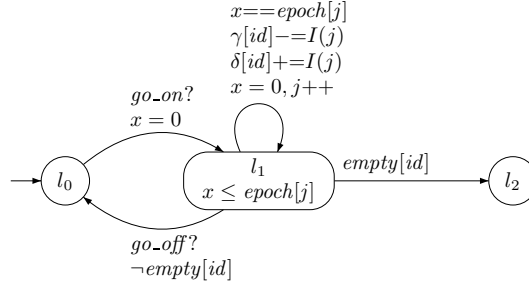 x==epoch[j]
γ[id]−=I(j)
δ[id]+=I(j)
x = 0, j++
go_on?
x = 0
l₀
l₁
x ≤ epoch[j]
empty[id]
l₂
go_off?
¬empty[id]